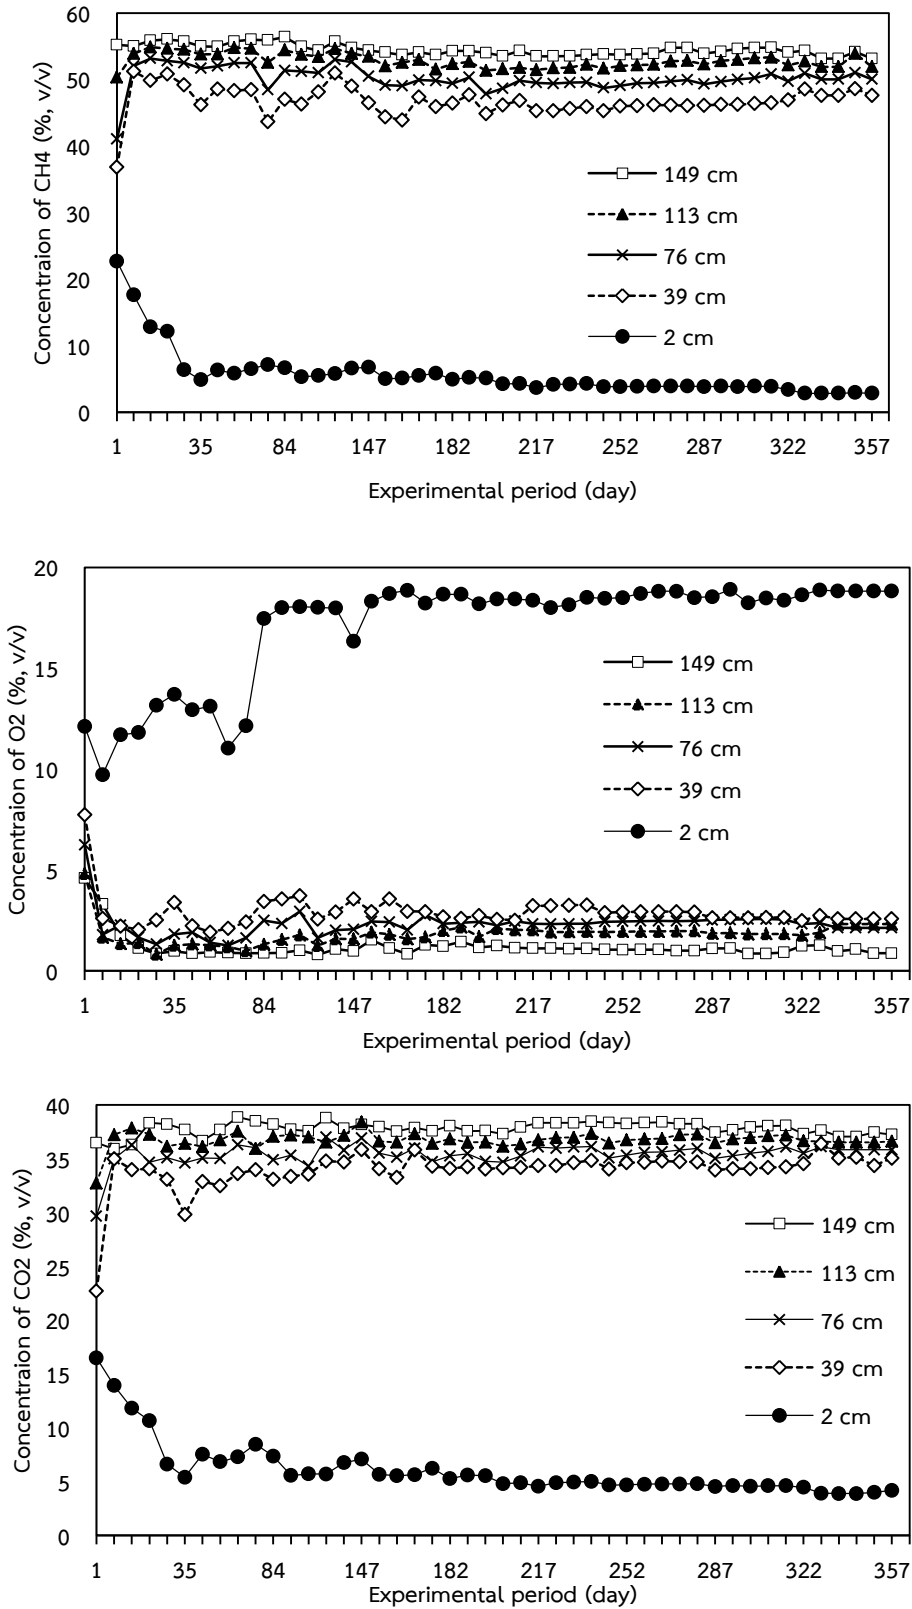 60
50
40
30
20
10
0
Concentraion of CH4 (%, v/v)
149 cm
113 cm
76 cm
39 cm
2 cm
1 35 84 147 182 217 252 287 322 357
Experimental period (day)
20
15
10
5
0
Concentraion of O2 (%, v/v)
149 cm
113 cm
76 cm
39 cm
2 cm
1 35 84 147 182 217 252 287 322 357
Experimental period (day)
40
35
30
25
20
15
10
5
0
Concentraion of CO2 (%, v/v)
149 cm
113 cm
76 cm
39 cm
2 cm
1 35 84 147 182 217 252 287 322 357
Experimental period (day)